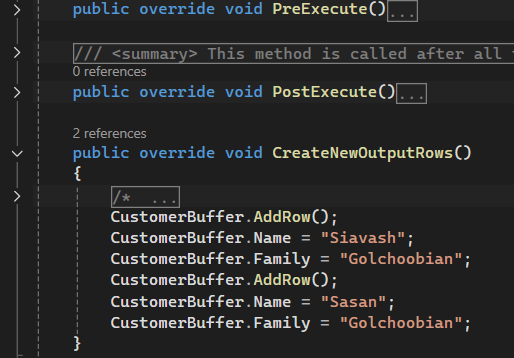 public override void PreExecute()...
/// <summary> This method is called after all
0 references
public override void PostExecute()...
2 references
public override void CreateNewOutputRows()
{
/* ...
CustomerBuffer.AddRow();
CustomerBuffer.Name = "Siavash";
CustomerBuffer.Family = "Golchoobian";
CustomerBuffer.AddRow();
CustomerBuffer.Name = "Sasan";
CustomerBuffer.Family = "Golchoobian";
}